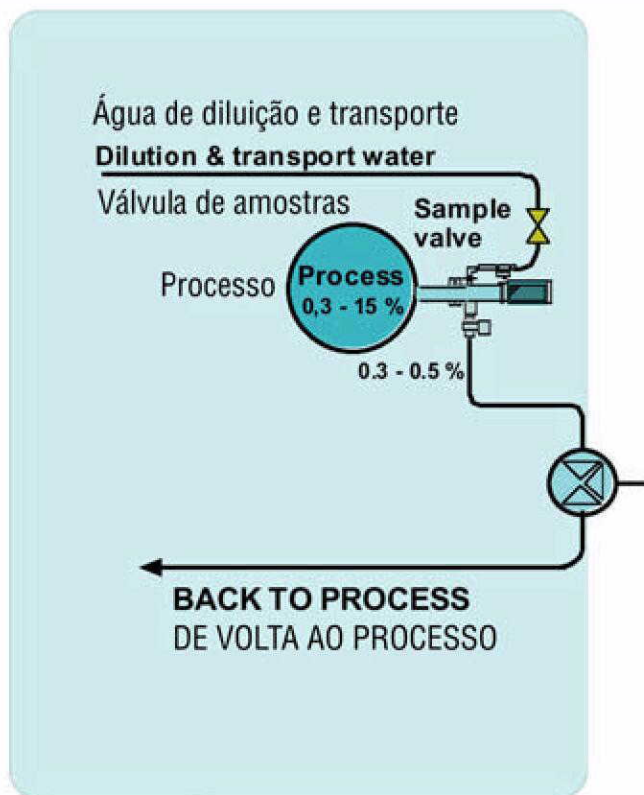 Água de diluição e transporte
Dilution & transport water
Válvula de amostras
Sample
valve
Processo
Process
0,3 - 15 %
0.3 - 0.5 %
BACK TO PROCESS
DE VOLTA AO PROCESSO